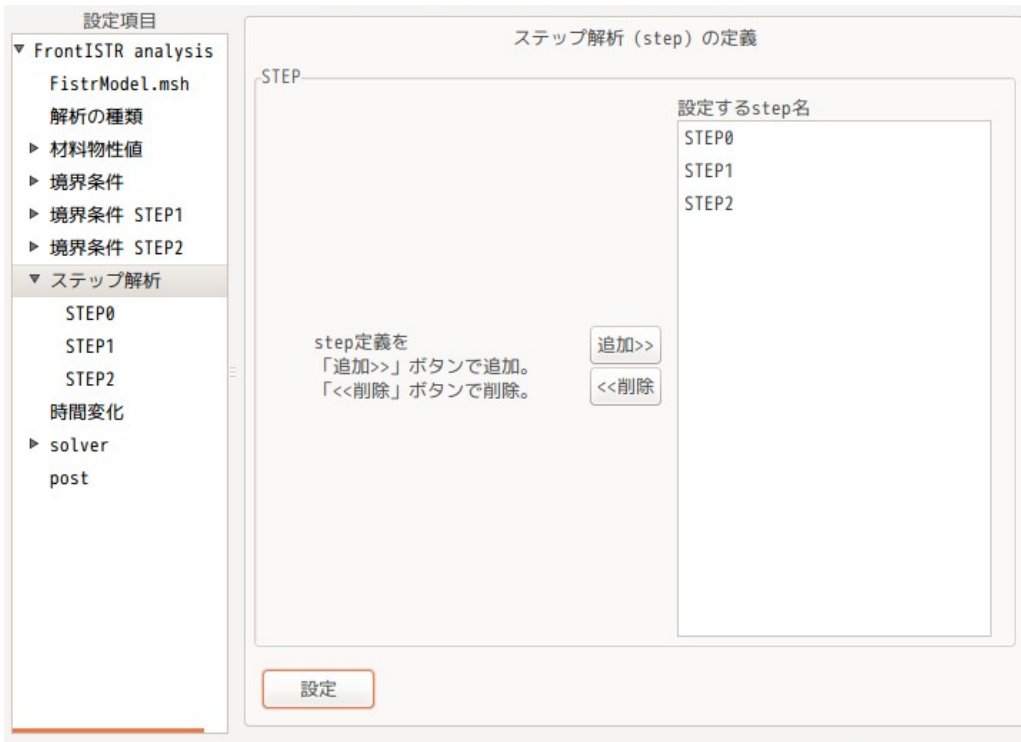 設定項目
FrontISTR analysis
FistrModel.msh
解析の種類
材料物性値
境界条件
境界条件 STEP1
境界条件 STEP2
ステップ解析
STEP0
STEP1
STEP2
時間変化
solver
post
ステップ解析 (step) の定義
STEP
設定するstep名
STEP0
STEP1
STEP2
step定義を
「追加>>」ボタンで追加。
「<<削除」ボタンで削除。
追加>>
<<削除
設定